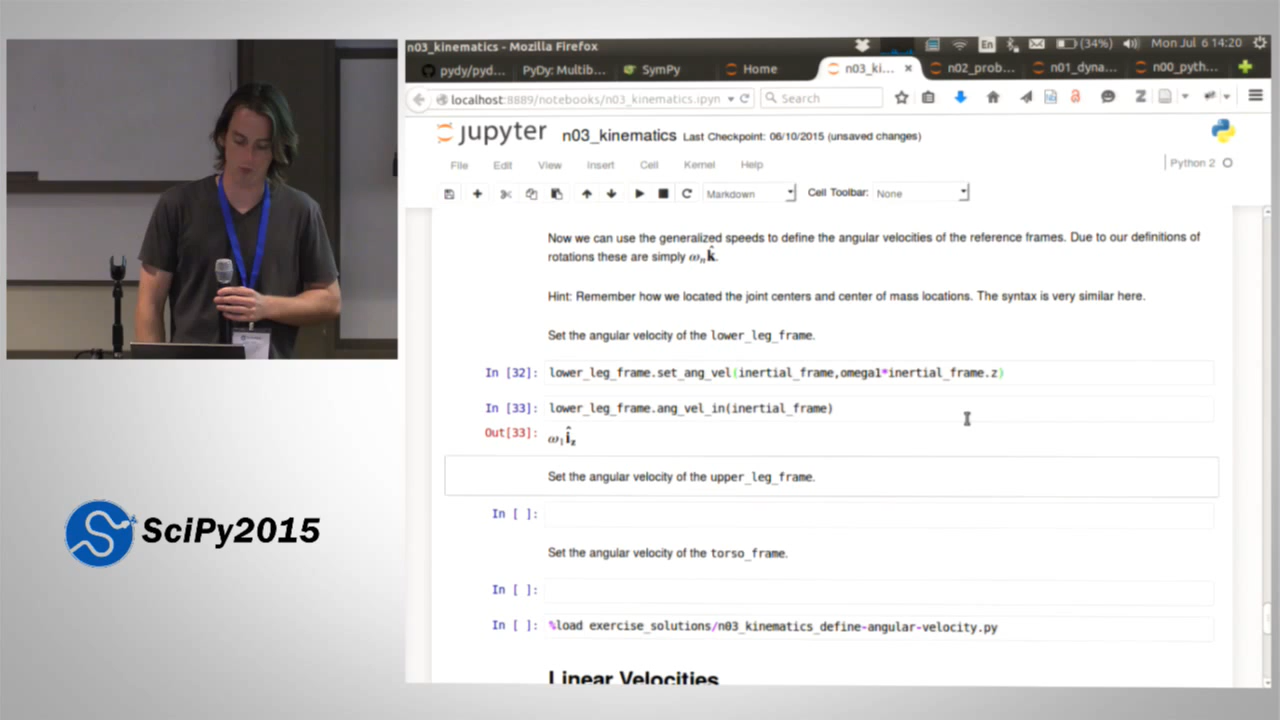 n03_kinematics - Mozilla Firefox
En
(34%)
Mon Jul 6 14:20
pydy/pyd...
PyDy: Multib...
SymPy
Home
n03_ki...
n02_prob...
n01_dyna...
n00_pyth...
localhost:8889/notebooks/n03_kinematics.ipyn
Search
jupyter n03_kinematics Last Checkpoint: 06/10/2015 (unsaved changes)
File Edit View Insert Cell Kernel Help
Python 2
Markdown
Cell Toolbar: None
Now we can use the generalized speeds to define the angular velocities of the reference frames. Due to our definitions of
rotations these are simply ωₙk̂.
Hint: Remember how we located the joint centers and center of mass locations. The syntax is very similar here.
Set the angular velocity of the lower_leg_frame.
In [32]: lower_leg_frame.set_ang_vel(inertial_frame,omega1*inertial_frame.z)
In [33]: lower_leg_frame.ang_vel_in(inertial_frame)
Out[33]: ω₁î_z
Set the angular velocity of the upper_leg_frame.
In [ ]:
Set the angular velocity of the torso_frame.
In [ ]:
In [ ]: %load exercise_solutions/n03_kinematics_define-angular-velocity.py
Linear Velocities
SciPy2015